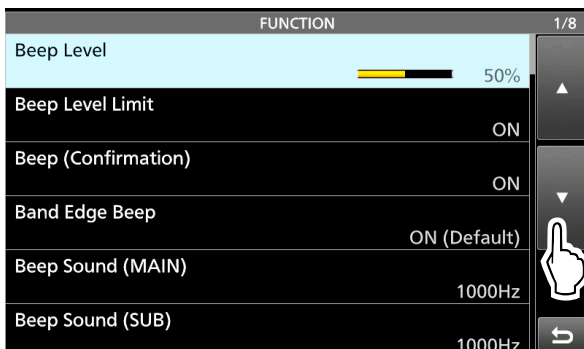 FUNCTION 1/8
Beep Level
50%
Beep Level Limit
ON
Beep (Confirmation)
ON
Band Edge Beep
ON (Default)
Beep Sound (MAIN)
1000Hz
Beep Sound (SUB)
1000Hz